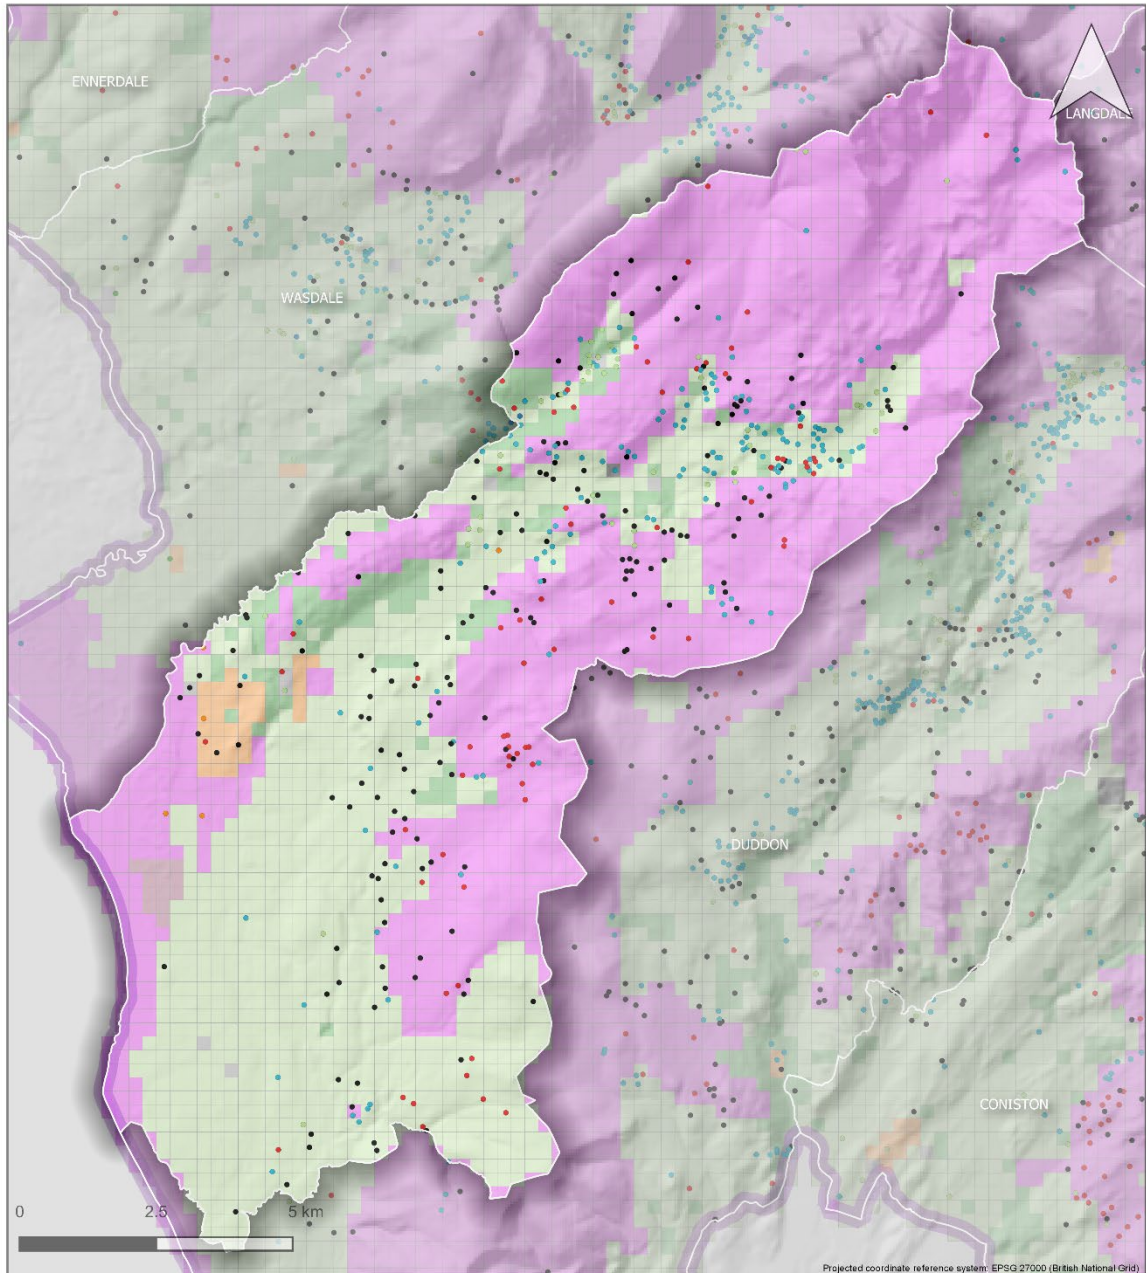 ENNERDALE
LANGDALE
WASDALE
DUDDON
CONISTON
0 2.5 5 km
Projected coordinate reference system: EPSG 27000 (British National Grid)